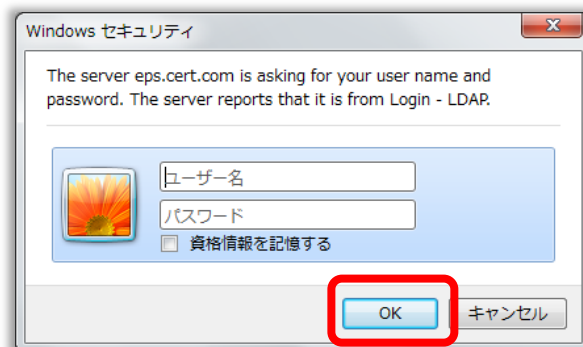 Windows セキュリティ
The server eps.cert.com is asking for your user name and
password. The server reports that it is from Login - LDAP.
ユーザー名
パスワード
資格情報を記憶する
OK キャンセル